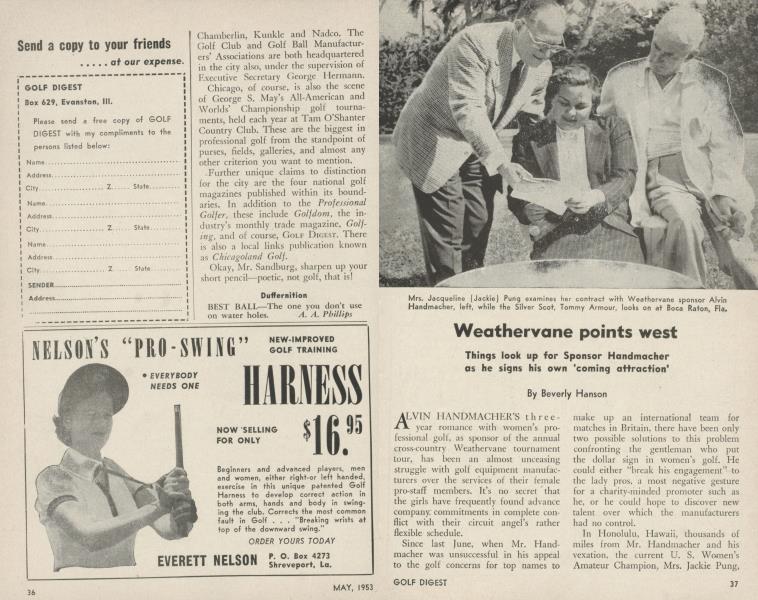 Send a copy to your friends
.....at our expense.
GOLF DIGEST
Box 629, Evanston, Ill.
Please send a free copy of GOLF
DIGEST with my compliments to the
persons listed below:
Name
Address
City Z. State
Name
Address
City Z. State
Name
Address
City Z. State
SENDER
Address
Chamberlin, Kunkle and Nadco. The
Golf Club and Golf Ball Manufactur-
ers' Associations are both headquartered
in the city also, under the supervision of
Executive Secretary George Hermann.
Chicago, of course, is also the scene
of George S. May's All-American and
Worlds' Championship golf tourna-
ments, held each year at Tam O'Shanter
Country Club. These are the biggest in
professional golf from the standpoint of
purses, fields, galleries, and almost any
other criterion you want to mention.
Further unique claims to distinction
for the city are the four national golf
magazines published within its bound-
aries. In addition to the Professional
Golfer, these include Golfdom, the in-
dustry's monthly trade magazine, Golf-
ing, and of course, GOLF DIGEST. There
is also a local links publication known
as Chicagoland Golf.
Okay, Mr. Sandburg, sharpen up your
short pencil—poetic, not golf, that is!
Duffernition
BEST BALL—The one you don't use
on water holes. A. A. Phillips
NELSON'S "PRO-SWING"
NEW-IMPROVED
GOLF TRAINING
HARNESS
• EVERYBODY
NEEDS ONE
NOW SELLING
FOR ONLY
$16.95
Beginners and advanced players, men
and women, either right-or left handed,
exercise in this unique patented Golf
Harness to develop correct action in
both arms, hands and body in swing-
ing the club. Corrects the most common
fault in Golf . . . "Breaking wrists at
top of the downward swing."
ORDER YOURS TODAY
EVERETT NELSON
P. O. Box 4273
Shreveport, La.
36
MAY, 1953
Mrs. Jacqueline (Jackie) Pung examines her contract with Weathervane sponsor Alvin
Handmacher, left, while the Silver Scot, Tommy Armour, looks on at Boca Raton, Fla.
Weathervane points west
Things look up for Sponsor Handmacher
as he signs his own 'coming attraction'
By Beverly Hanson
ALVIN HANDMACHER'S three-
year romance with women's pro-
fessional golf, as sponsor of the annual
cross-country Weathervane tournament
tour, has been an almost unceasing
struggle with golf equipment manufac-
turers over the services of their female
pro-staff members. It's no secret that
the girls have frequently found advance
company commitments in complete con-
flict with their circuit angel's rather
flexible schedule.
Since last June, when Mr. Hand-
macher was unsuccessful in his appeal
to the golf concerns for top names to
make up an international team for
matches in Britain, there have been only
two possible solutions to this problem
confronting the gentleman who put
the dollar sign in women's golf. He
could either "break his engagement" to
the lady pros, a most negative gesture
for a charity-minded promoter such as
he, or he could hope to discover new
talent over which the manufacturers
had no control.
In Honolulu, Hawaii, thousands of
miles from Mr. Handmacher and his
vexation, the current U. S. Women's
Amateur Champion, Mrs. Jackie Pung,
GOLF DIGEST
37